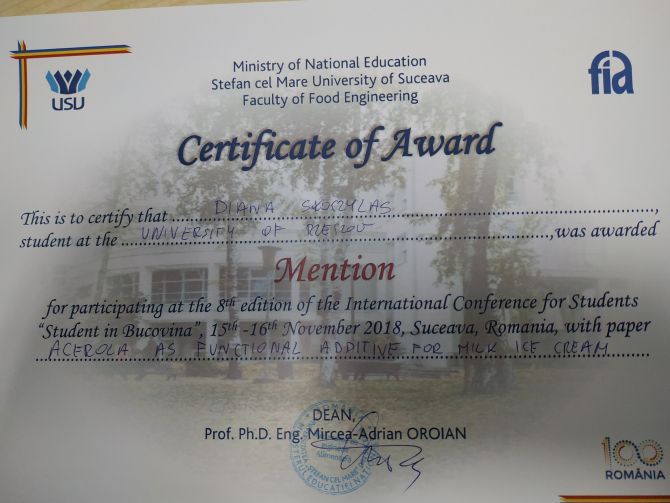 USU
fia
Ministry of National Education
Stefan cel Mare University of Suceava
Faculty of Food Engineering
Certificate of Award
This is to certify that DIANA SKOCZYLAS,
student at the UNIVERSITY OF RZESZOU, was awarded
Mention
for participating at the 8th edition of the International Conference for Students
"Student in Bucovina", 15th -16th November 2018, Suceava, Romania, with paper
ACEROLA AS FUNCTIONAL ADDITIVE FOR MILK ICE CREAM
DEAN,
Prof. Ph.D. Eng. Mircea-Adrian OROIAN
100
ROMÂNIA